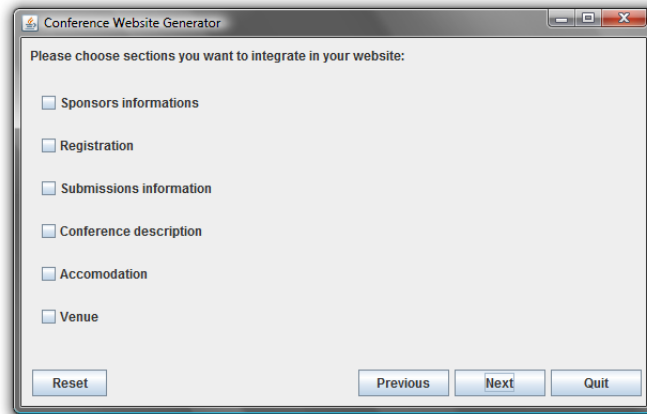 Conference Website Generator
Please choose sections you want to integrate in your website:
Sponsors informations
Registration
Submissions information
Conference description
Accomodation
Venue
Reset Previous Next Quit